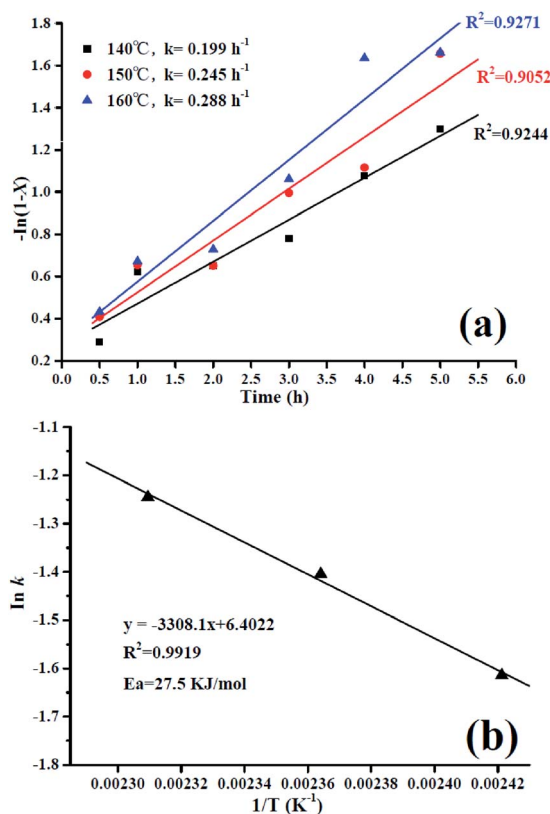 140℃, k= 0.199 h-1
150℃, k= 0.245 h-1
160℃, k= 0.288 h-1
R2=0.9271
R2=0.9052
R2=0.9244
-In(1-X)
1.8
1.6
1.4
1.2
1.0
0.8
0.6
0.4
0.2
(a)
0.0 0.5 1.0 1.5 2.0 2.5 3.0 3.5 4.0 4.5 5.0 5.5 6.0
Time (h)
In k
-1.1
-1.2
-1.3
-1.4
-1.5
-1.6
-1.7
-1.8
y = -3308.1x+6.4022
R2=0.9919
Ea=27.5 KJ/mol
(b)
0.00230 0.00232 0.00234 0.00236 0.00238 0.00240 0.00242
1/T (K-1)